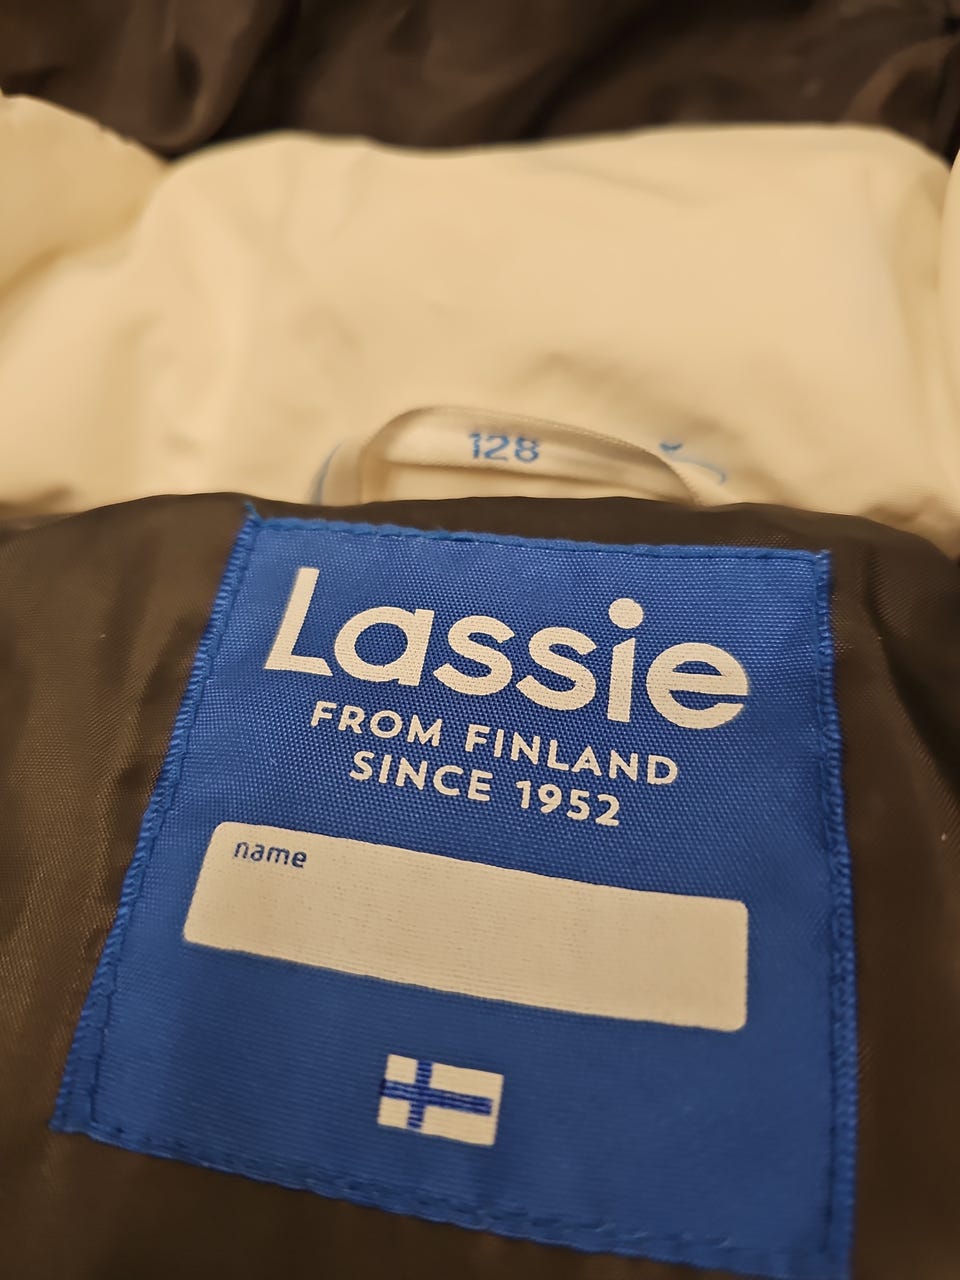 128
Lassie
FROM FINLAND
SINCE 1952
name